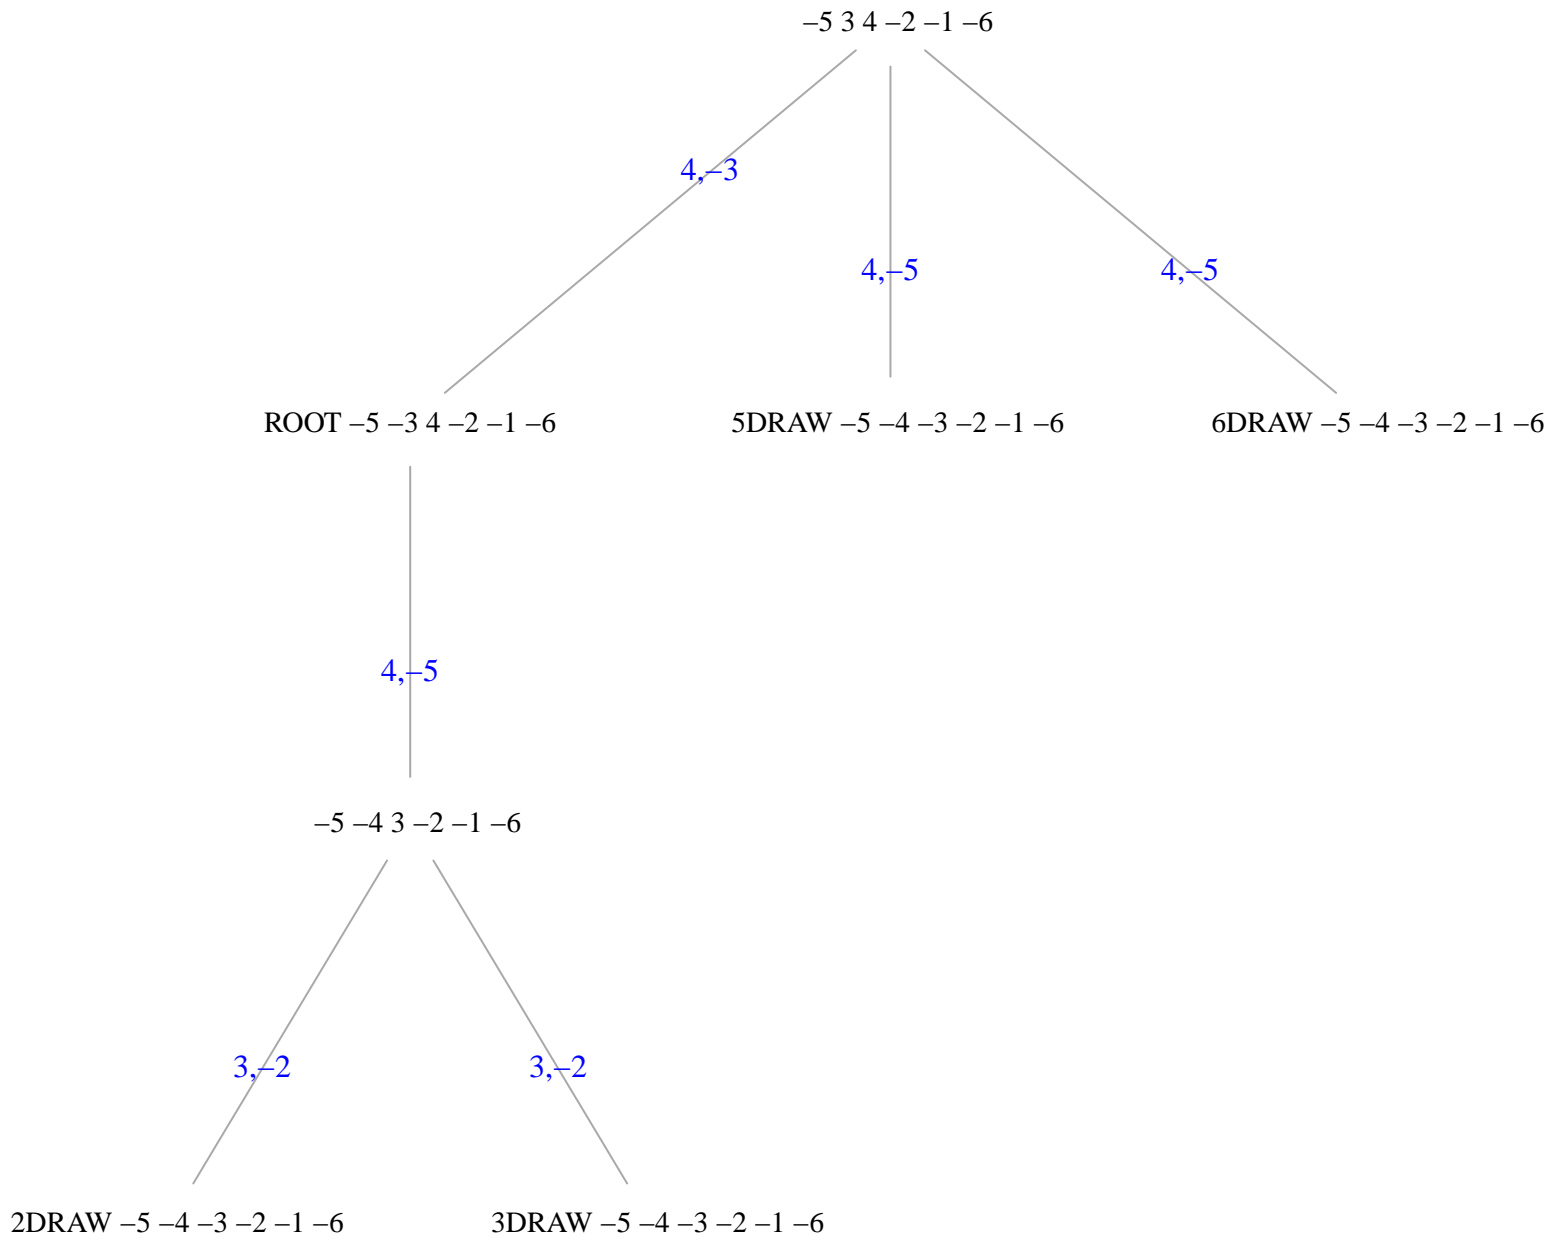 –5 3 4 –2 –1 –6
4,–3
4,–5
4,–5
ROOT –5 –3 4 –2 –1 –6
5DRAW –5 –4 –3 –2 –1 –6
6DRAW –5 –4 –3 –2 –1 –6
4,–5
–5 –4 3 –2 –1 –6
3,–2
3,–2
2DRAW –5 –4 –3 –2 –1 –6
3DRAW –5 –4 –3 –2 –1 –6